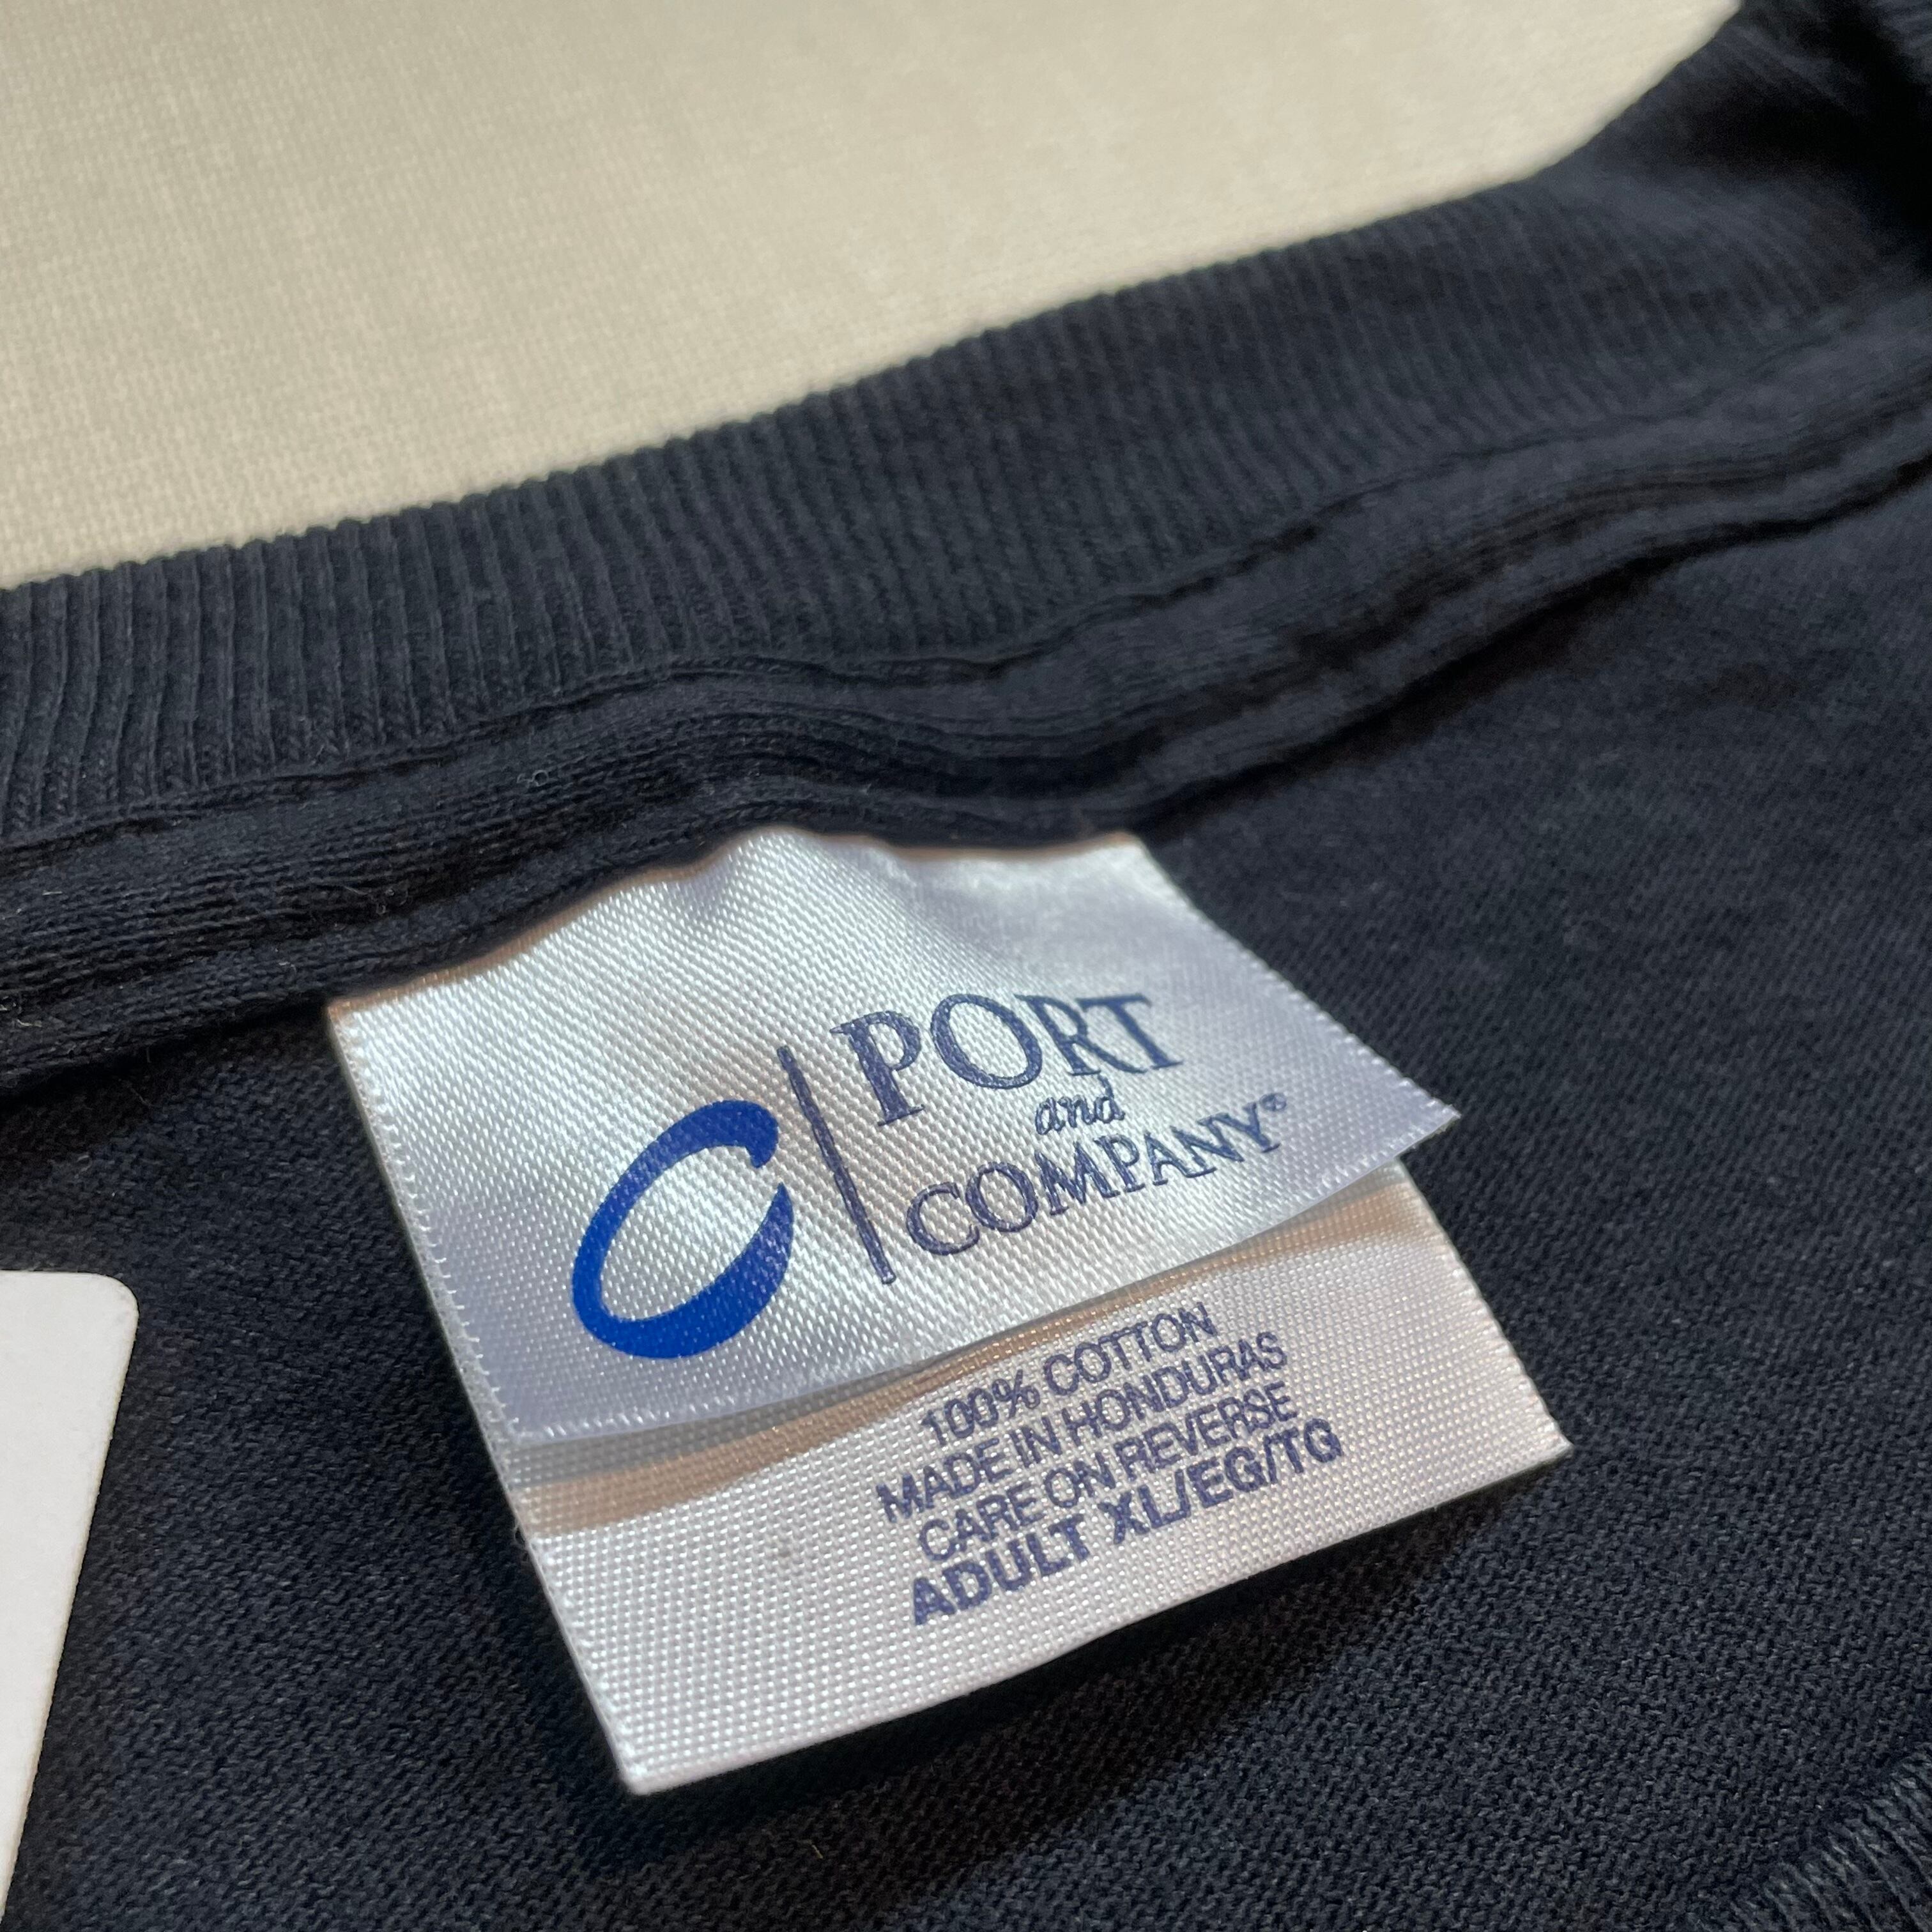 PORT
and
COMPANY®
100% COTTON
MADE IN HONDURAS
CARE ON REVERSE
ADULT XL/EG/TG